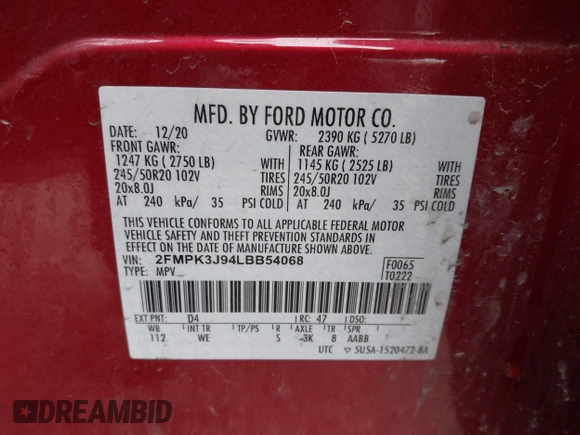 MFD. BY FORD MOTOR CO.
DATE: 12/20 GVWR: 2390 KG ( 5270 LB)
FRONT GAWR: REAR GAWR:
1247 KG ( 2750 LB) WITH 1145 KG ( 2525 LB) WITH
245/50R20 102V TIRES 245/50R20 102V TIRES
20x8.0J RIMS 20x8.0J RIMS
AT 240 kPa/ 35 PSI COLD AT 240 kPa/ 35 PSI COLD
THIS VEHICLE CONFORMS TO ALL APPLICABLE FEDERAL MOTOR
VEHICLE SAFETY AND THEFT PREVENTION STANDARDS IN
EFFECT ON THE DATE OF MANUFACTURE SHOWN ABOVE.
VIN: 2FMPK3J94LBB54068 F0065
TYPE: MPV T0222
EXT PNT: D4 RC: 47 DSO:
WB INT TR TP/PS R AXLE TR SPR
112 WE S 3K 8 AABB
UTC 5U5A-1520472-BA
DREAMBID